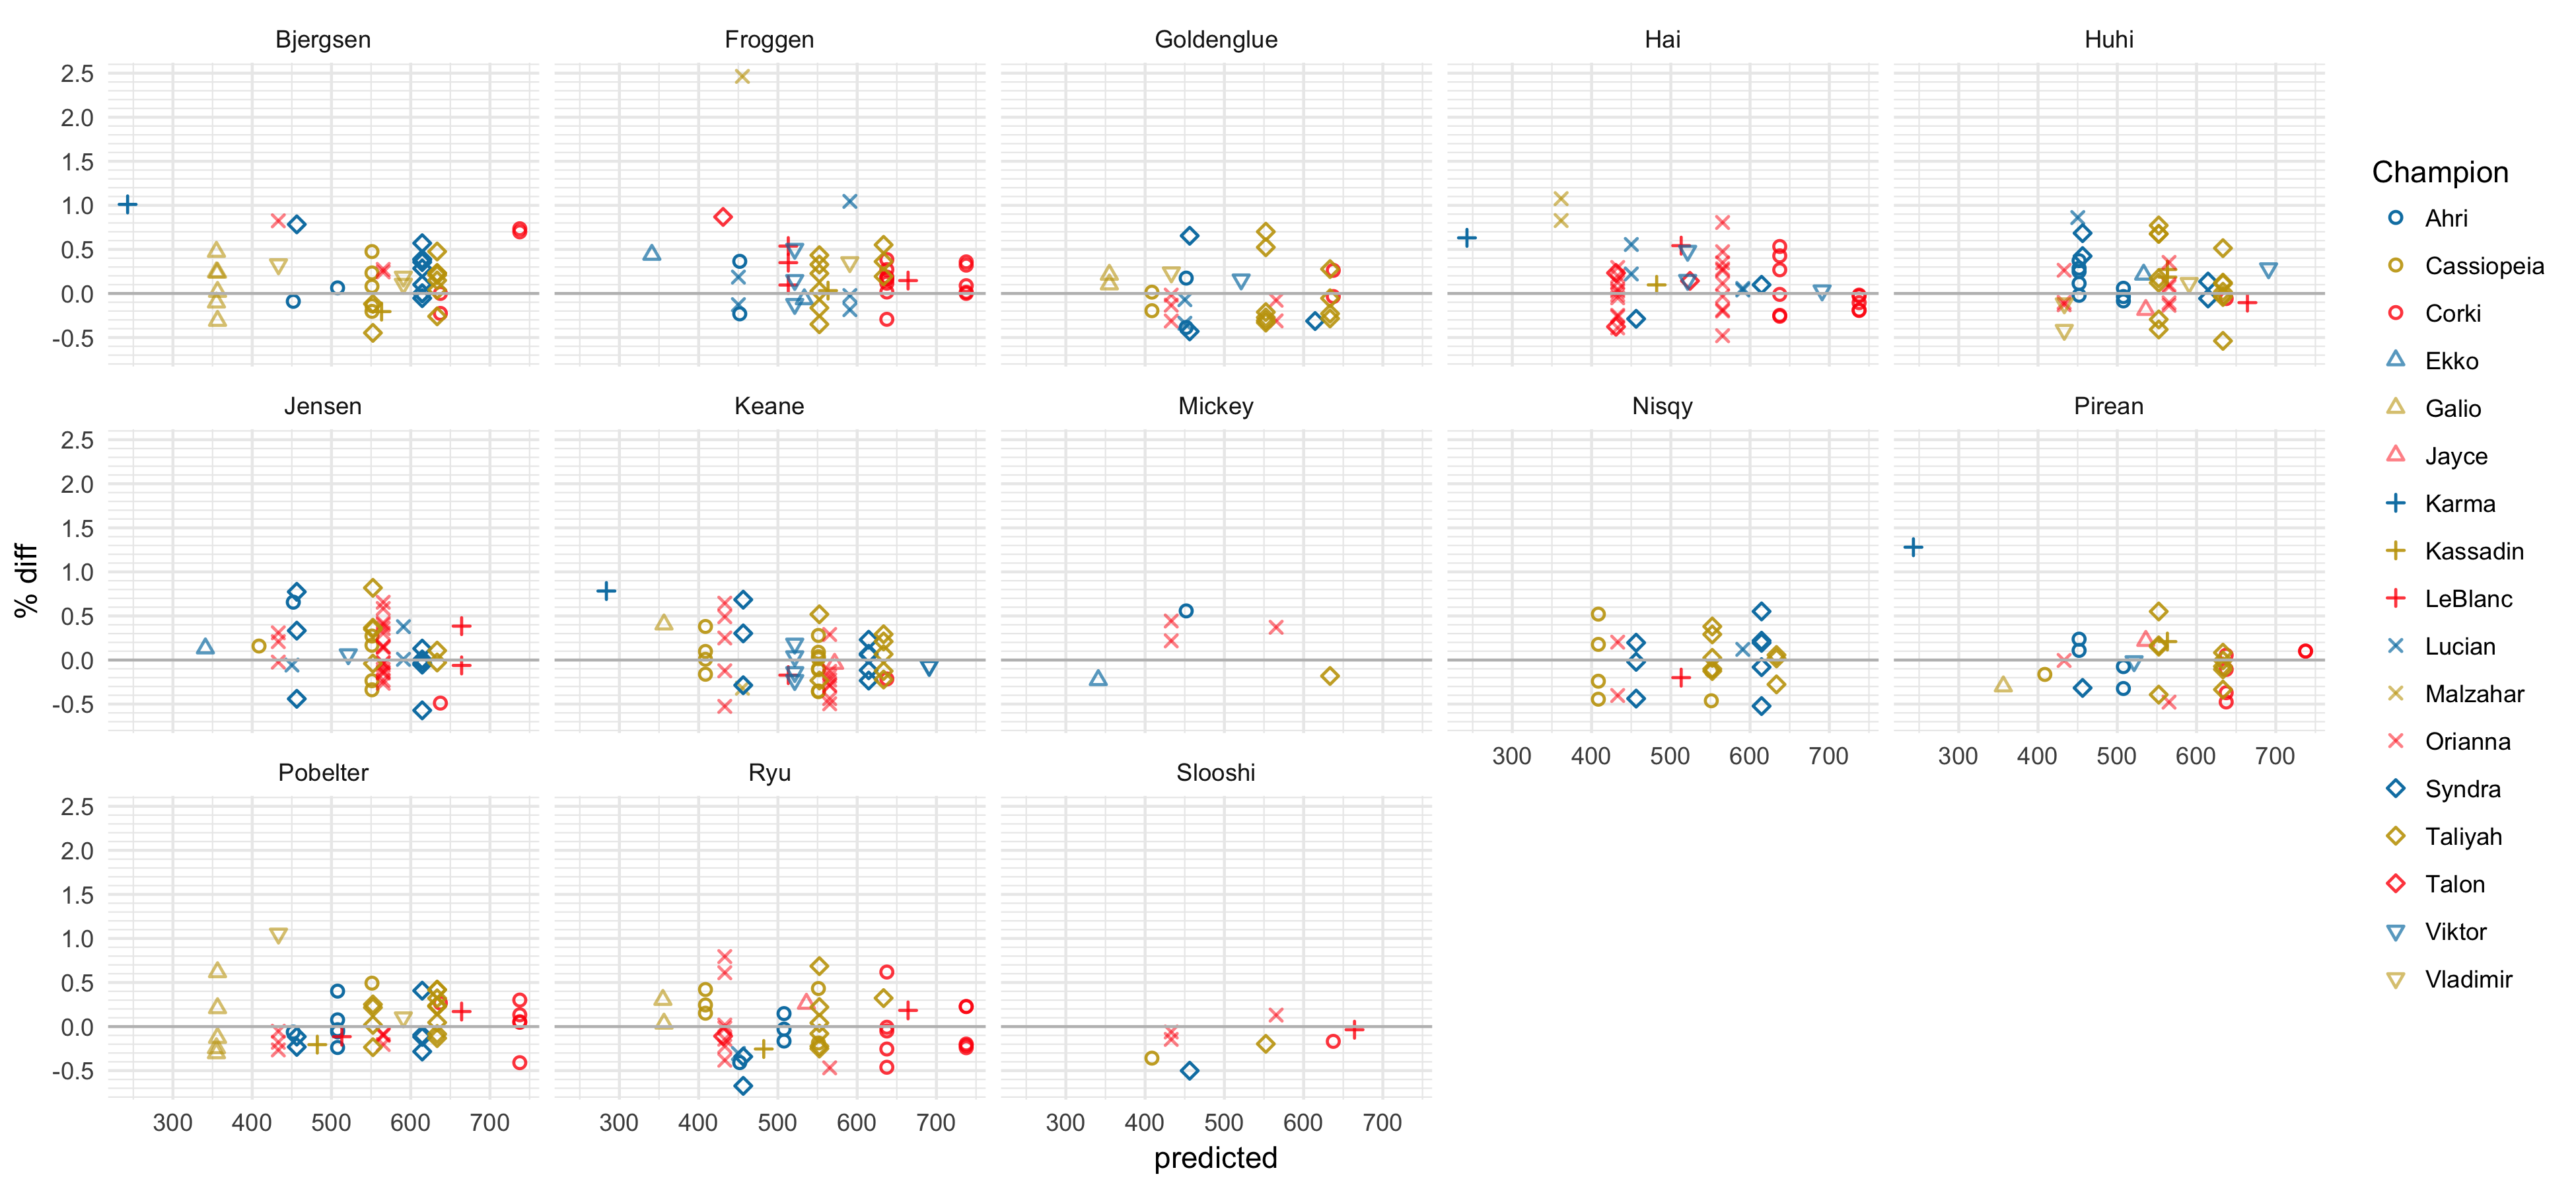 Bjergsen Froggen Goldenglue Hai Huhi
2.5
2.0
1.5
1.0
0.5
0.0
-0.5
Jensen Keane Mickey Nisqy Pirean
2.5
2.0
1.5
1.0
0.5
0.0
-0.5
300 400 500 600 700 300 400 500 600 700
Pobelter Ryu Slooshi
2.5
2.0
1.5
1.0
0.5
0.0
-0.5
300 400 500 600 700 300 400 500 600 700 300 400 500 600 700
predicted
% diff
Champion
Ahri
Cassiopeia
Corki
Ekko
Galio
Jayce
Karma
Kassadin
LeBlanc
Lucian
Malzahar
Orianna
Syndra
Taliyah
Talon
Viktor
Vladimir